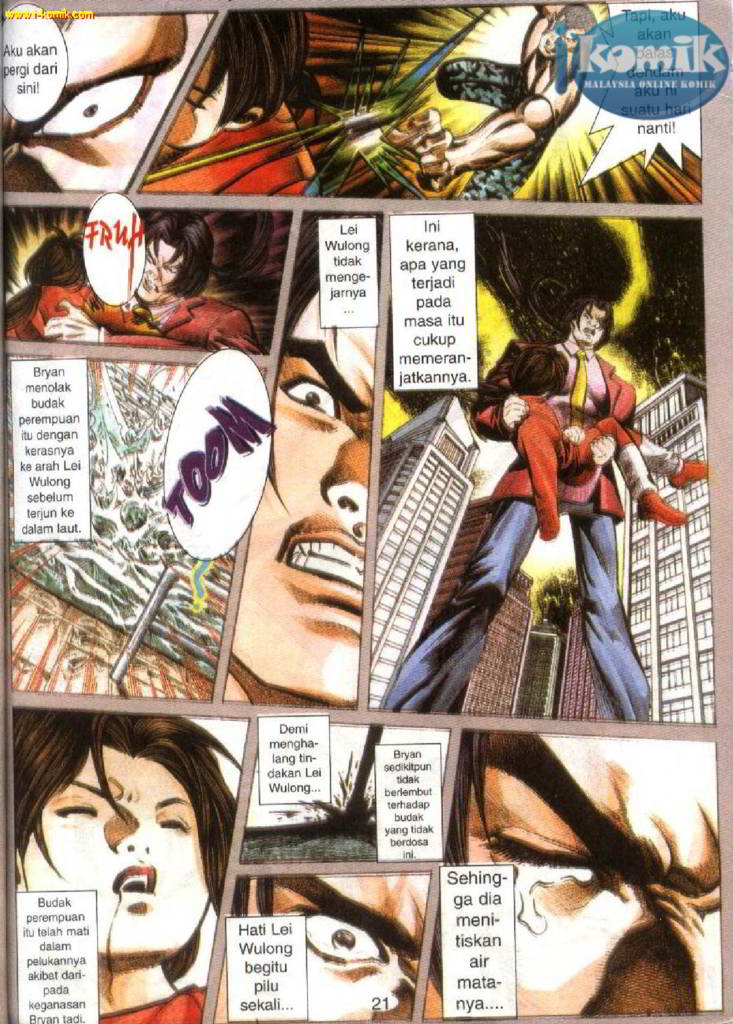 www.i-komik.com
Aku akan
pergi dari
sini!
Tapi, aku
akan
balas
dendam
aku ni
suatu hari
nanti!
ikomik
MALAYSIA ONLINE KOMIK
FRUH
Lei
Wulong
tidak
menge-
jarnya
...
Ini
kerana,
apa yang
terjadi
pada
masa itu
cukup
memeran-
jatkannya.
Bryan
menolak
budak
perempuan
itu dengan
kerasnya
ke arah Lei
Wulong
sebelum
terjun ke
dalam laut.
TOOM
Budak
perempuan
itu telah mati
dalam
pelukannya
akibat dari-
pada
keganasan
Bryan tadi.
Demi
mengha-
lang tin-
dakan Lei
Wulong...
Bryan
sedikitpun
tidak
berlembut
terhadap
budak
yang tidak
berdosa
ini.
Hati Lei
Wulong
begitu
pilu
sekali...
Sehing-
ga dia
meni-
tiskan
air
mata-
nya....
21